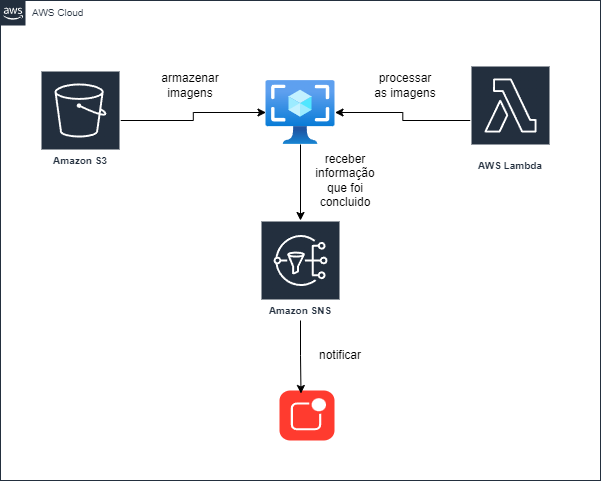 aws
AWS Cloud
armazenar
imagens
processar
as imagens
Amazon S3
AWS Lambda
receber
informação
que foi
concluido
Amazon SNS
notificar